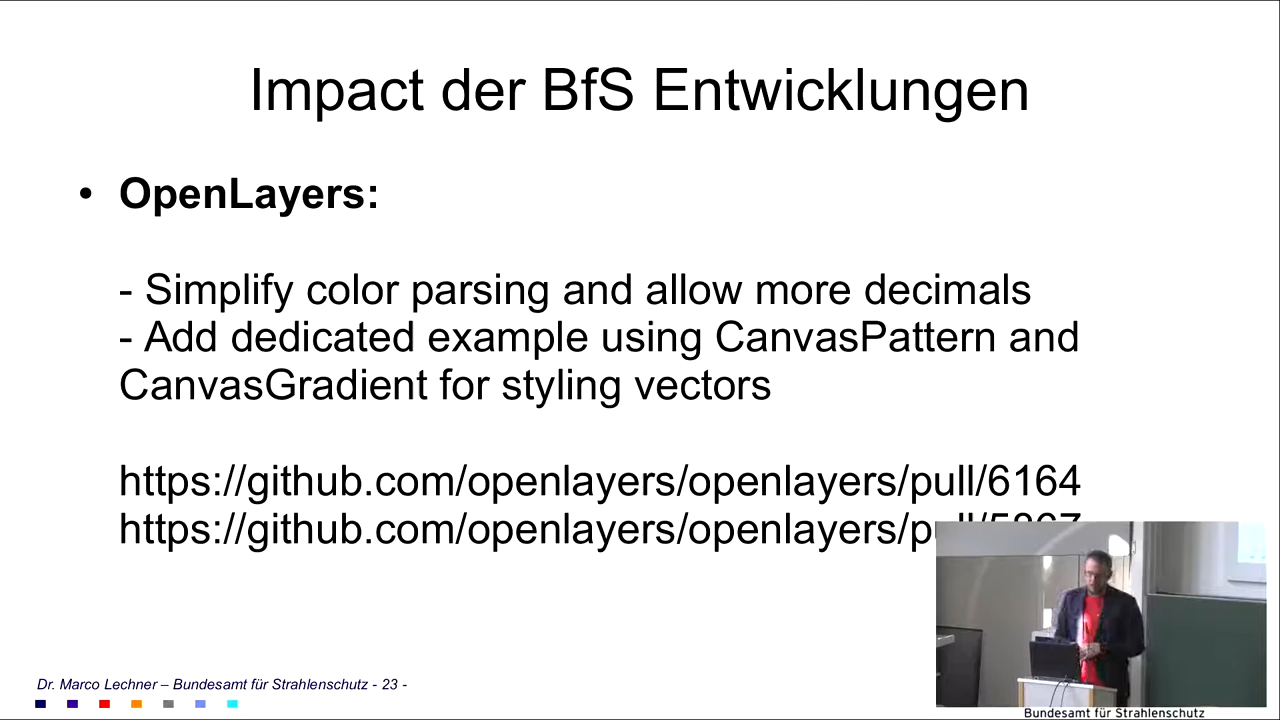 Impact der BfS Entwicklungen
• OpenLayers:
- Simplify color parsing and allow more decimals
- Add dedicated example using CanvasPattern and
CanvasGradient for styling vectors
https://github.com/openlayers/openlayers/pull/6164
https://github.com/openlayers/openlayers/
Dr. Marco Lechner – Bundesamt für Strahlenschutz - 23 -
Bundesamt für Strahlenschutz